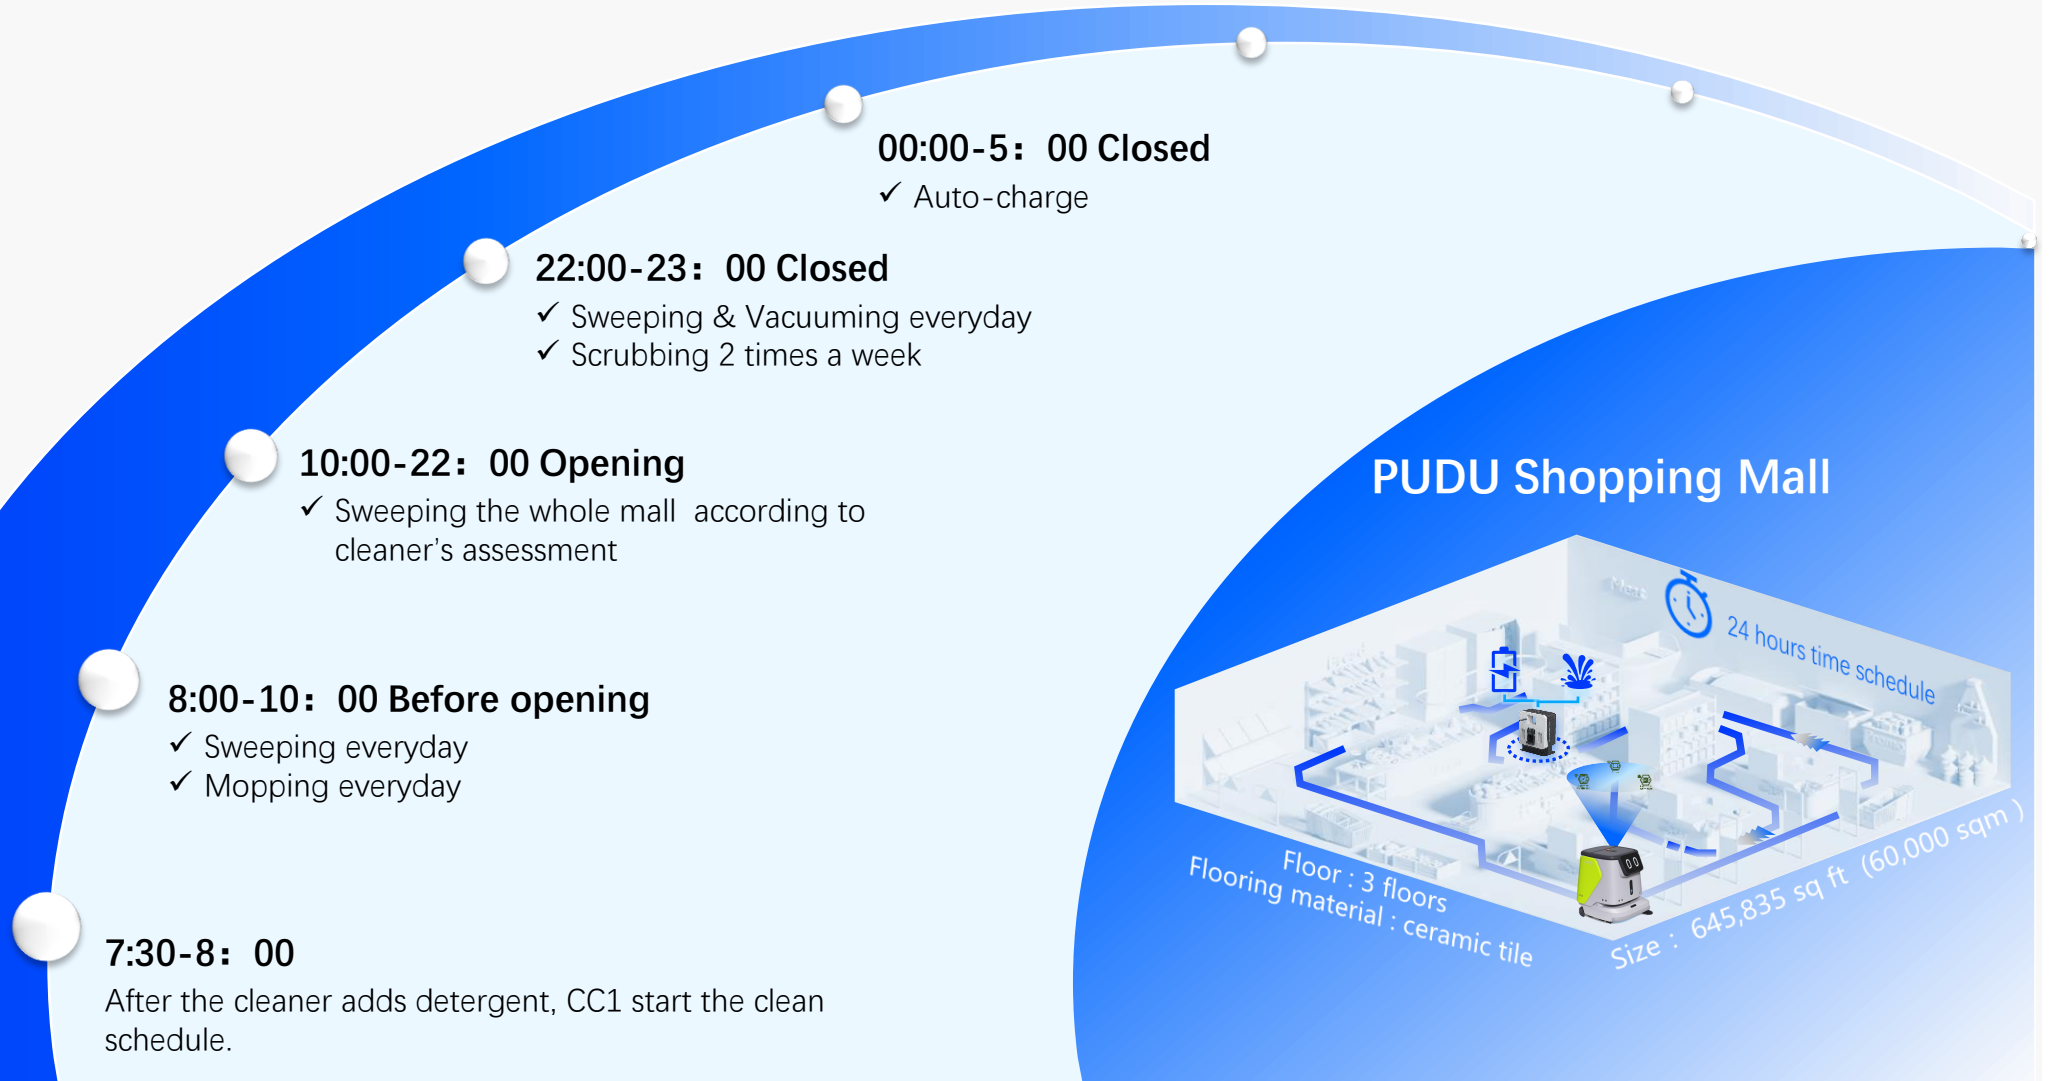 00:00-5：00 Closed
✓ Auto-charge
22:00-23：00 Closed
✓ Sweeping & Vacuuming everyday
✓ Scrubbing 2 times a week
10:00-22：00 Opening
✓ Sweeping the whole mall according to
cleaner’s assessment
8:00-10：00 Before opening
✓ Sweeping everyday
✓ Mopping everyday
7:30-8：00
After the cleaner adds detergent, CC1 start the clean
schedule.
PUDU Shopping Mall
24 hours time schedule
Floor : 3 floors
Flooring material : ceramic tile
Size： 645,835 sq ft (60,000 sqm )